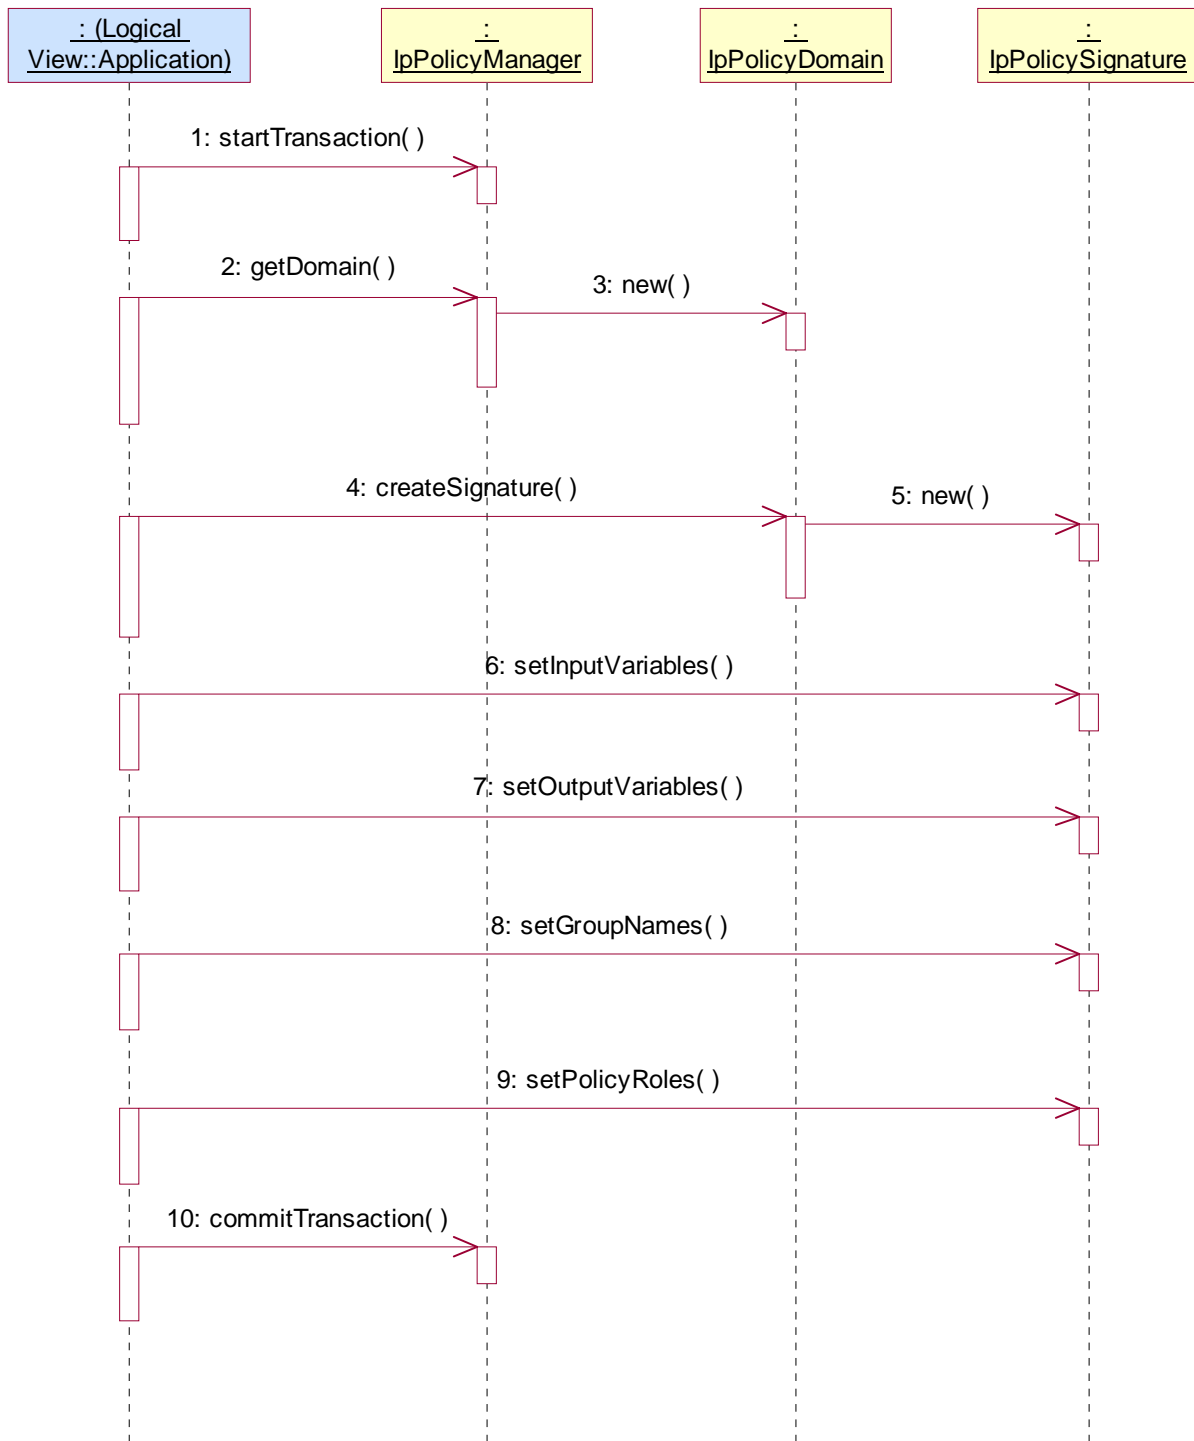 : (Logical
View::Application)
:
IpPolicyManager
:
IpPolicyDomain
:
IpPolicySignature
1: startTransaction( )
2: getDomain( )
3: new( )
4: createSignature( )
5: new( )
6: setInputVariables( )
7: setOutputVariables( )
8: setGroupNames( )
9: setPolicyRoles( )
10: commitTransaction( )